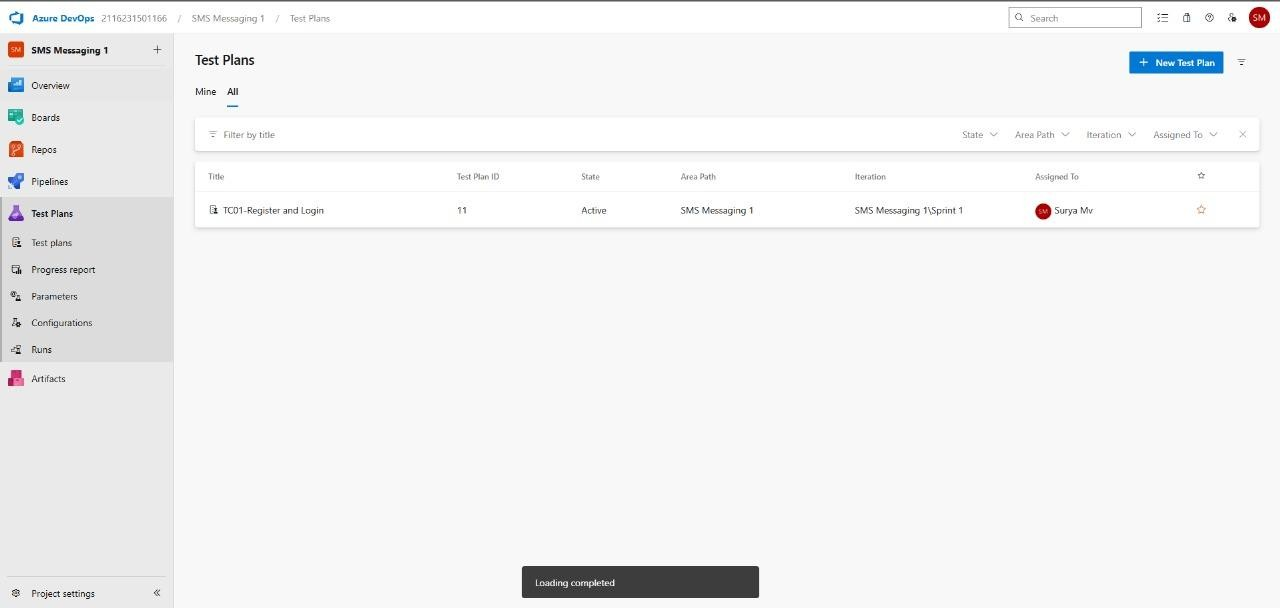 Azure DevOps 2116231501166 / SMS Messaging 1 / Test Plans
Search
SM
SM SMS Messaging 1 +
Overview
Boards
Repos
Pipelines
Test Plans
Test plans
Progress report
Parameters
Configurations
Runs
Artifacts
Project settings
Test Plans
+ New Test Plan
Mine All
Filter by title State Area Path Iteration Assigned To
Title Test Plan ID State Area Path Iteration Assigned To
TC01-Register and Login 11 Active SMS Messaging 1 SMS Messaging 1\Sprint 1 SM Surya Mv
Loading completed